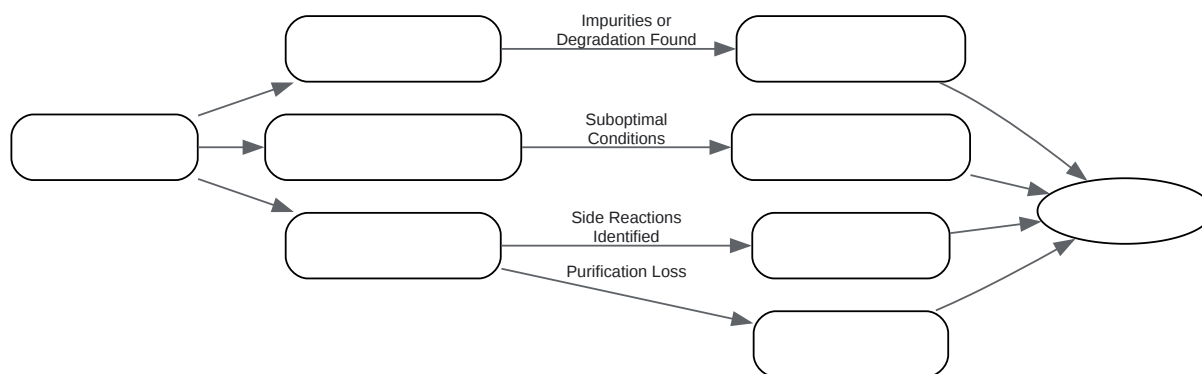 Impurities or
Degradation Found
Suboptimal
Conditions
Side Reactions
Identified
Purification Loss